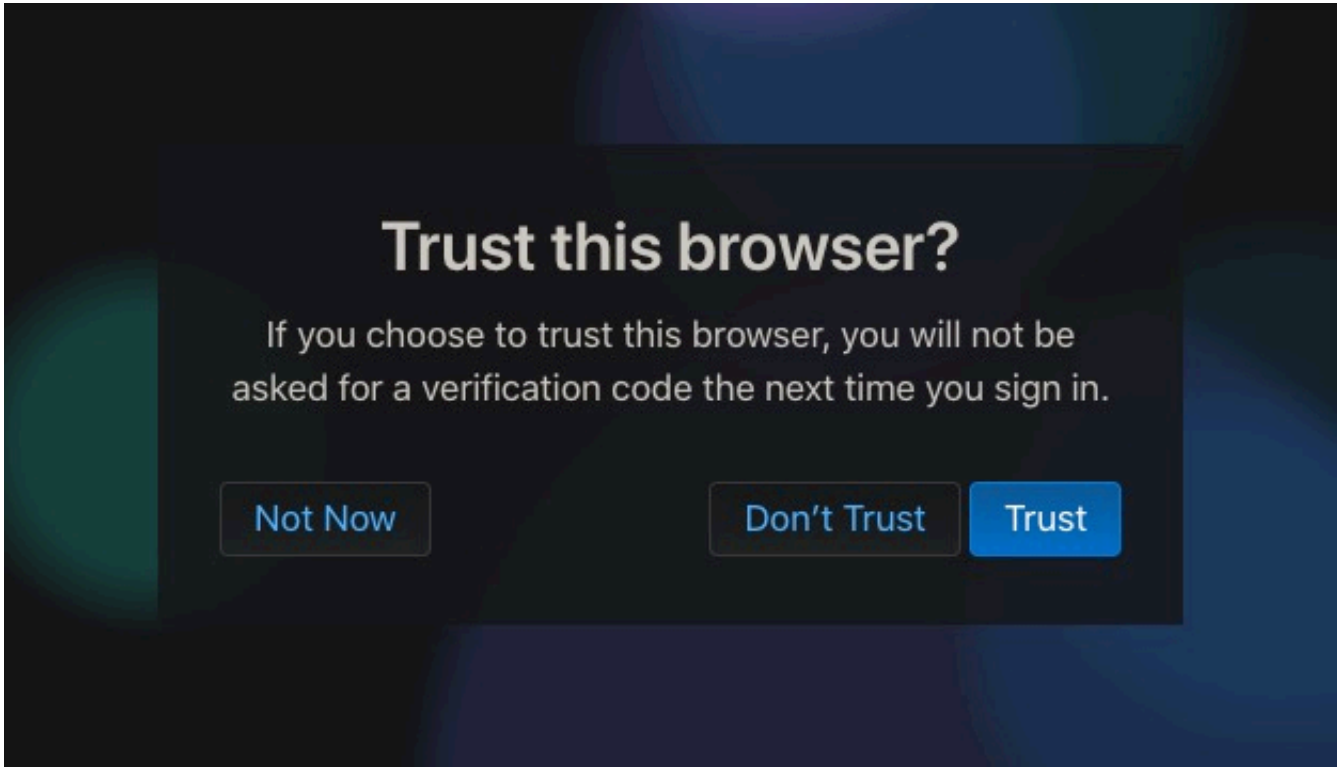 Trust this browser?
If you choose to trust this browser, you will not be
asked for a verification code the next time you sign in.
Not Now
Don’t Trust
Trust